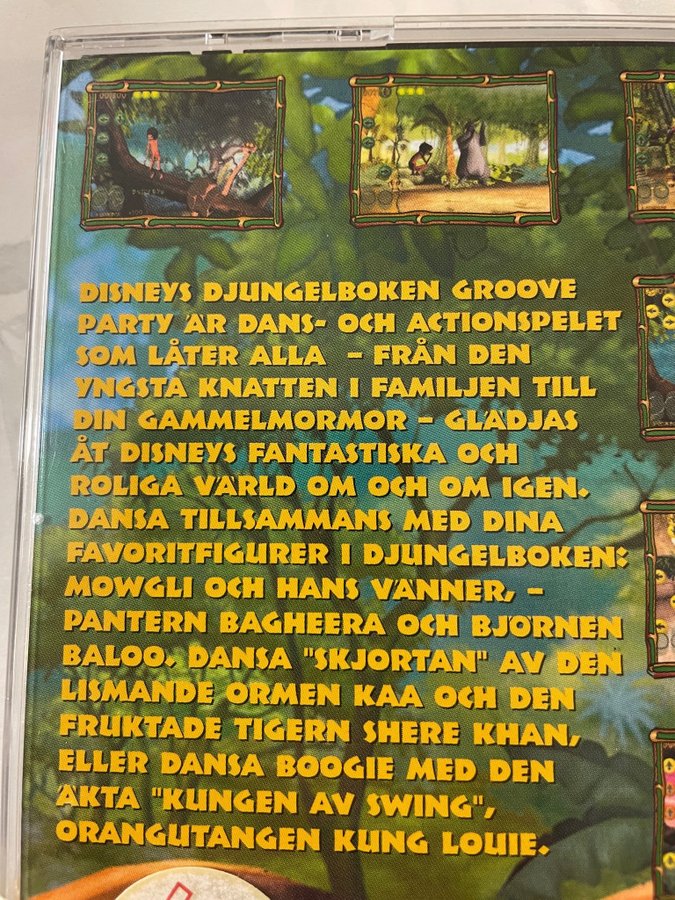 DISNEYS DJUNGELBOKEN GROOVE
PARTY ÄR DANS- OCH ACTIONSPELET
SOM LÅTER ALLA – FRÅN DEN
YNGSTA KNATTEN I FAMILJEN TILL
DIN GAMMELMORMOR – GLÄDJAS
ÅT DISNEYS FANTASTISKA OCH
ROLIGA VÄRLD OM OCH OM IGEN.
DANSA TILLSAMMANS MED DINA
FAVORITFIGURER I DJUNGELBOKEN:
MOWGLI OCH HANS VÄNNER, –
PANTERN BAGHEERA OCH BJÖRNEN
BALOO. DANSA "SKJORTAN" AV DEN
LISMANDE ORMEN KAA OCH DEN
FRUKTADE TIGERN SHERE KHAN,
ELLER DANSA BOOGIE MED DEN
ÄKTA "KUNGEN AV SWING",
ORANGUTANGEN KUNG LOUIE.